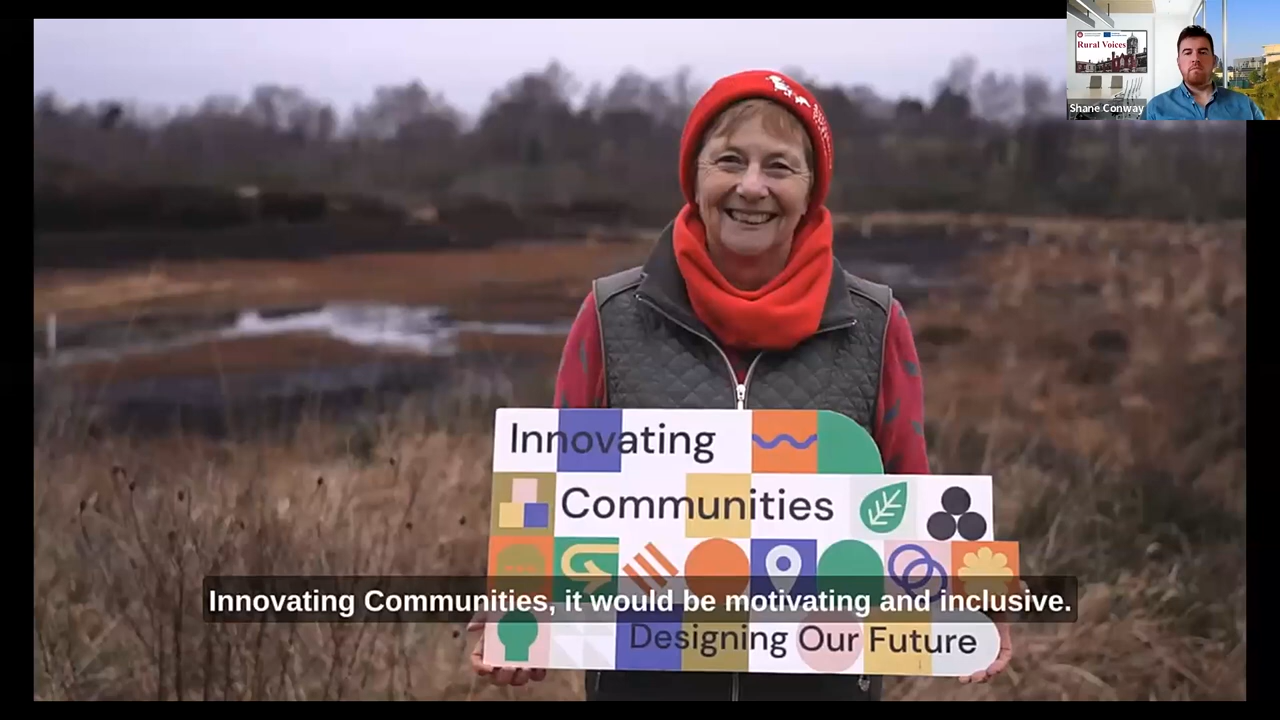 Rural Voices
Shane Conway
Innovating
Communities
Innovating Communities, it would be motivating and inclusive.
Designing Our Future